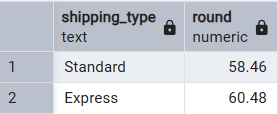 shipping_type text round numeric
1 Standard 58.46
2 Express 60.48